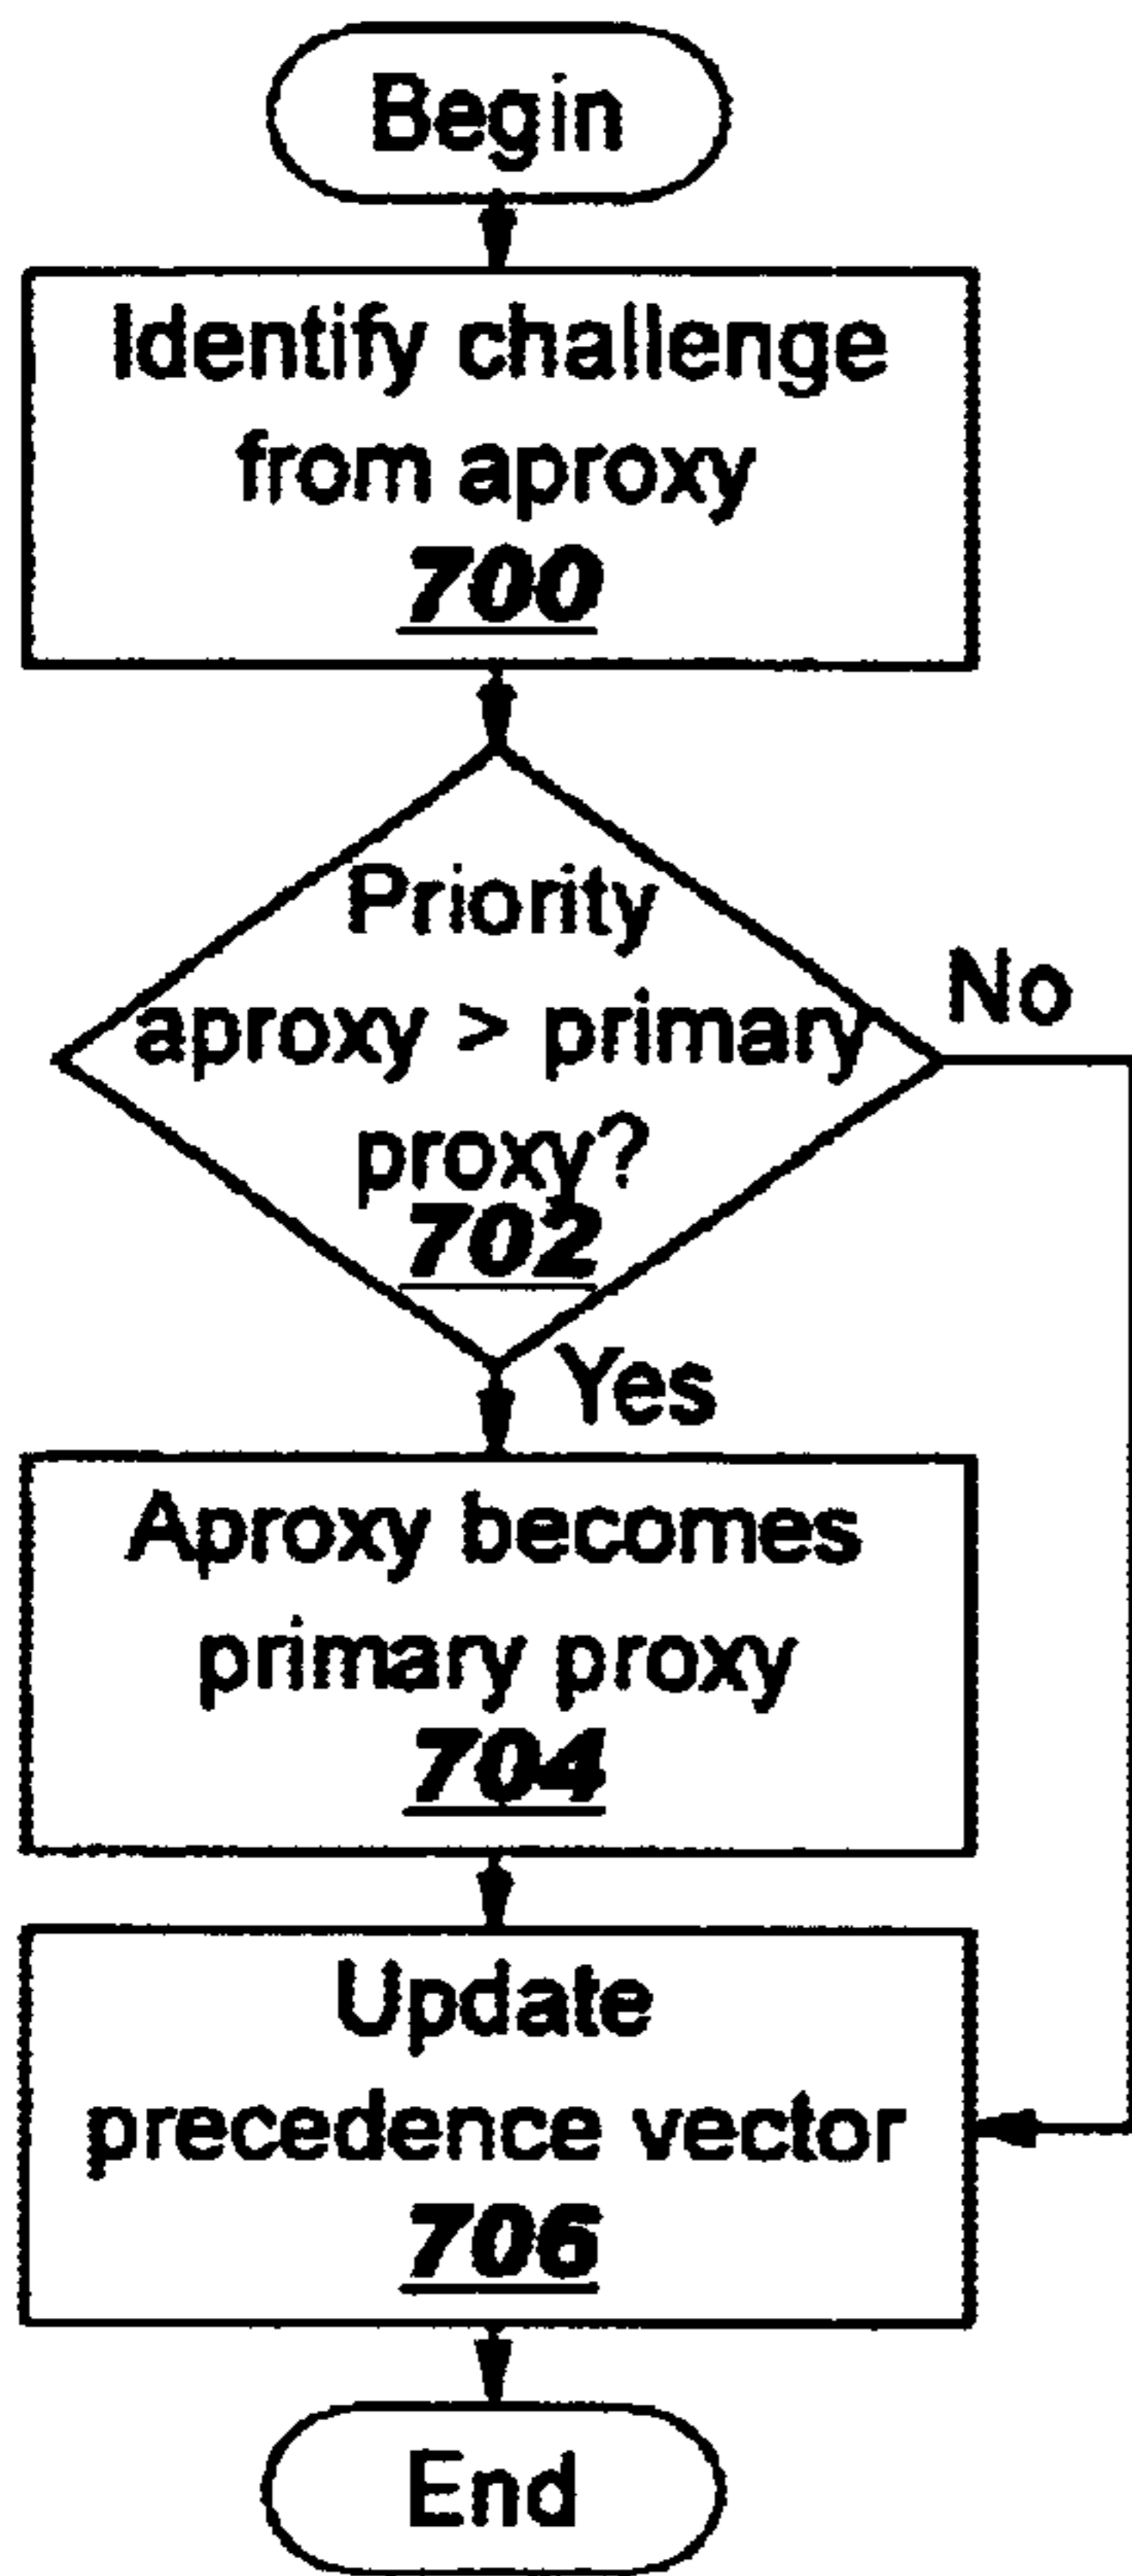 Begin
Identify challenge
from aproxy
700
Priority
aproxy > primary
proxy?
702
No
Yes
Aproxy becomes
primary proxy
704
Update
precedence vector
706
End